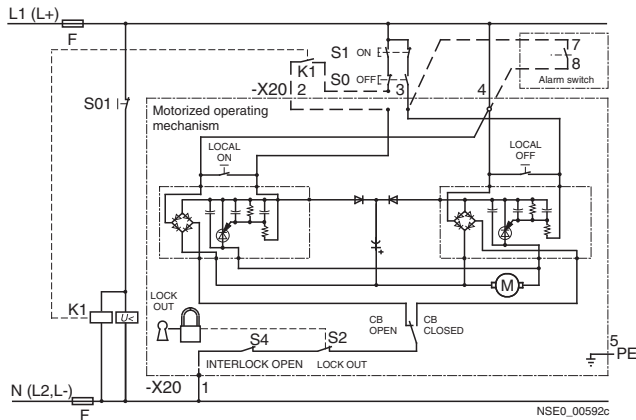 L1 (L+)
F
S1 ON
7
K1
8
S0 OFF
Alarm switch
-X20 2
3
4
S01
Motorized operating
mechanism
LOCAL
ON
LOCAL
OFF
+
M
K1
U<
LOCK
OUT
CB
OPEN
CB
CLOSED
S4
S2
5
PE
INTERLOCK OPEN
LOCK OUT
-X20
1
N (L2,L-)
F
NSE0_00592c